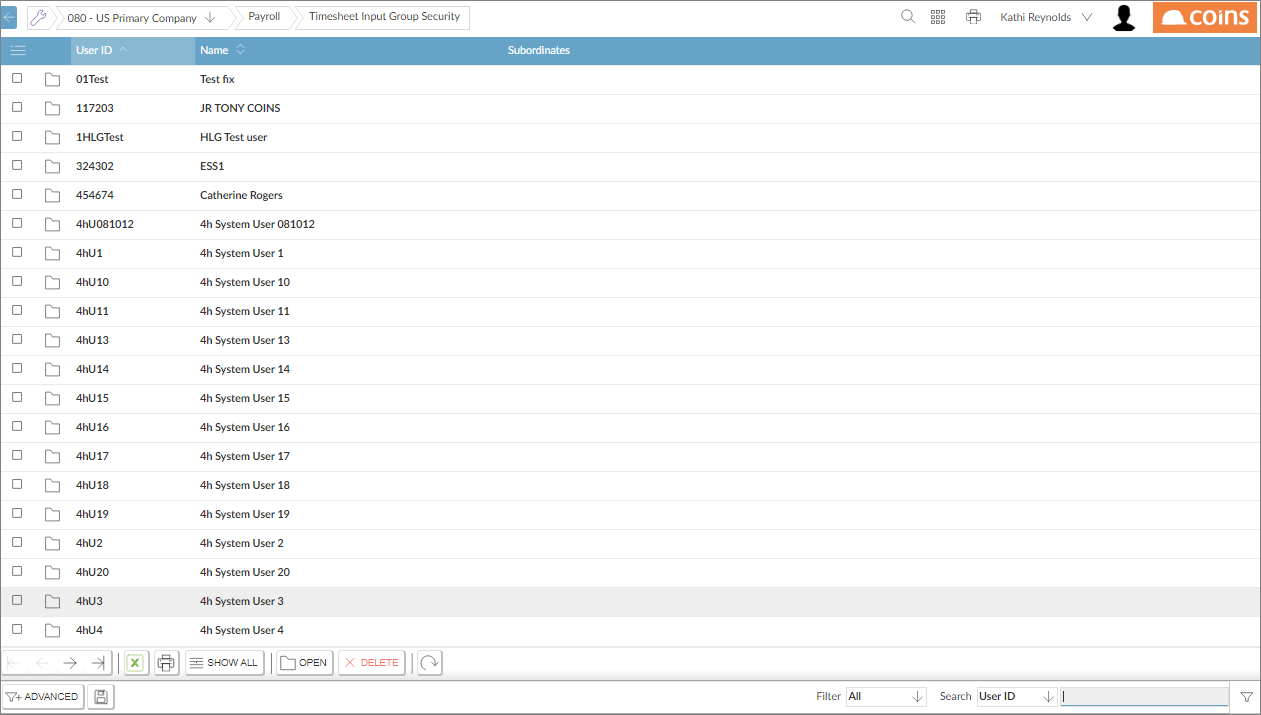 080 - US Primary Company Payroll Timesheet Input Group Security Kathi Reynolds coins
User ID Name Subordinates
01Test Test fix
117203 JR TONY COINS
1HLGTest HLG Test user
324302 ESS1
454674 Catherine Rogers
4hU081012 4h System User 081012
4hU1 4h System User 1
4hU10 4h System User 10
4hU11 4h System User 11
4hU13 4h System User 13
4hU14 4h System User 14
4hU15 4h System User 15
4hU16 4h System User 16
4hU17 4h System User 17
4hU18 4h System User 18
4hU19 4h System User 19
4hU2 4h System User 2
4hU20 4h System User 20
4hU3 4h System User 3
4hU4 4h System User 4
X SHOW ALL OPEN DELETE
ADVANCED Filter All Search User ID